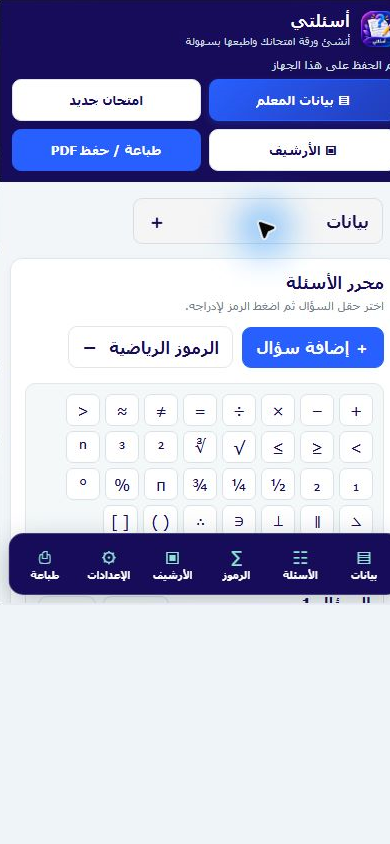 أسئلتي
أنشئ ورقة امتحانك واطبعها بسهولة
الحفظ على هذا الجهاز
بيانات المعلم
امتحان جديد
الأرشيف
طباعة / حفظ PDF
بيانات +
محرر الأسئلة
اختر حقل السؤال ثم اضغط الرمز لإدراجه.
+ إضافة سؤال
الرموز الرياضية −
+ − × ÷ = ≠ ≈ >
< ≥ ≤ √ ∛ ² ³ ⁿ
₁ ₂ ½ ¼ ¾ π % °
∥ ⊥ ∋ ∴ ( ) [ ]
بيانات
الأسئلة
الرموز
الأرشيف
الإعدادات
طباعة